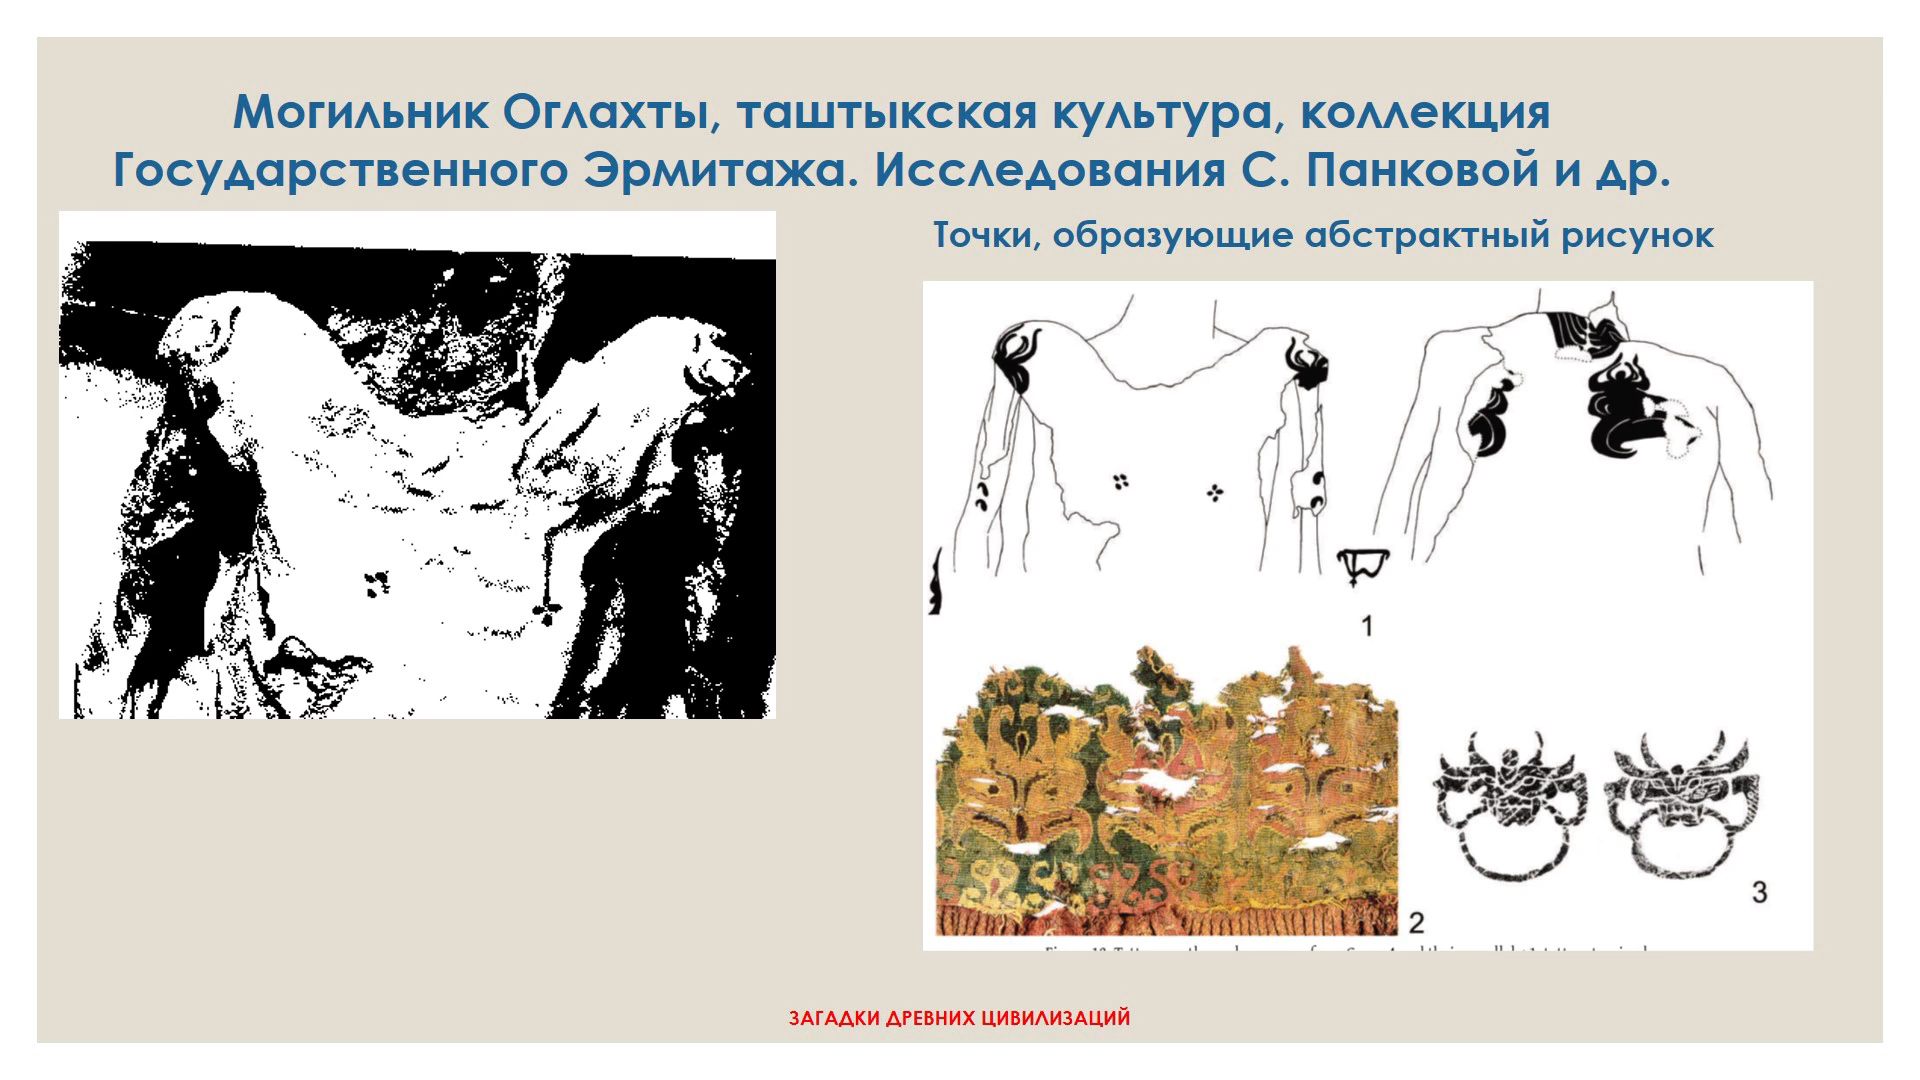 Могильник Оглахты, таштыкская культура, коллекция
Государственного Эрмитажа. Исследования С. Панковой и др.
Точки, образующие абстрактный рисунок
1
2
3
ЗАГАДКИ ДРЕВНИХ ЦИВИЛИЗАЦИЙ